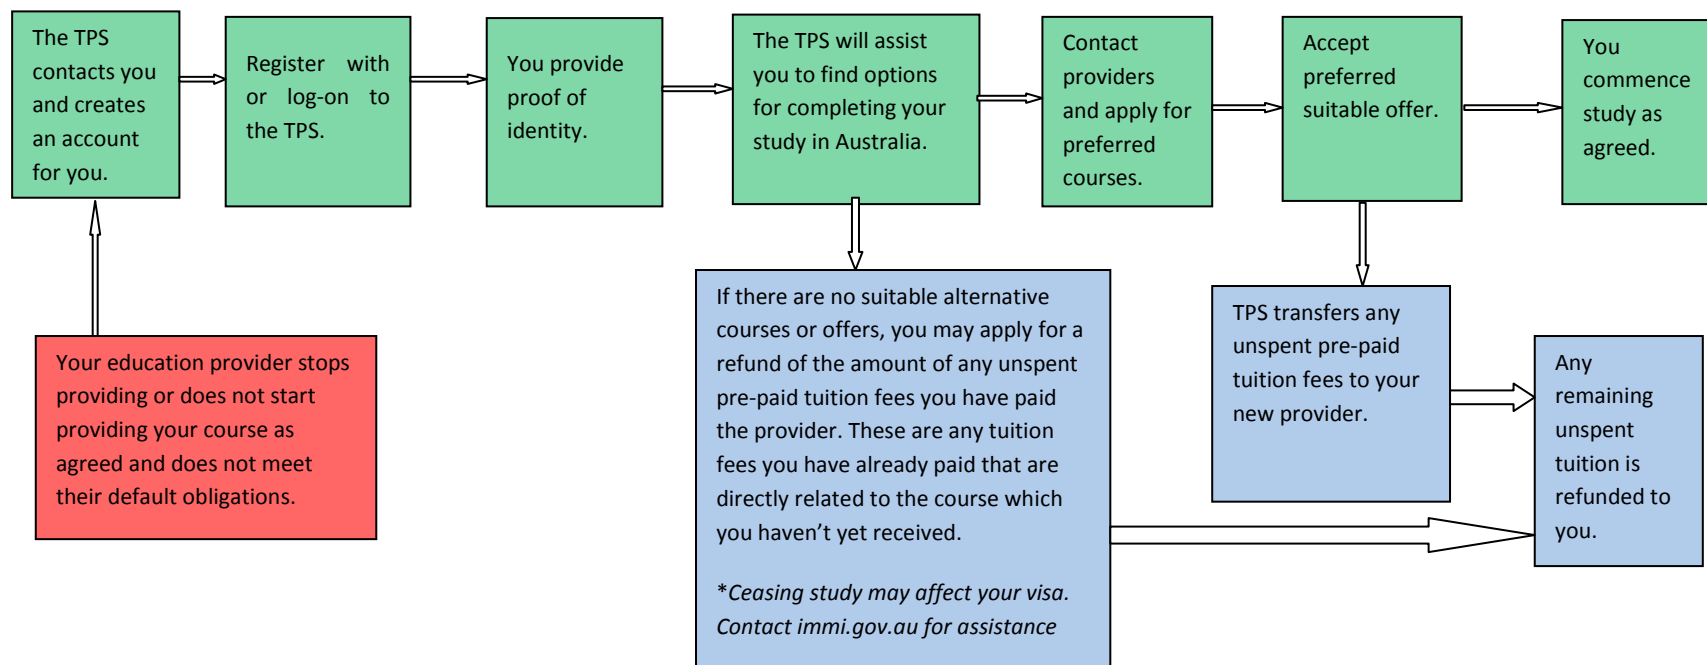 The TPS
contacts you
and creates
an account
for you.
Register with
or log-on to
the TPS.
You provide
proof of
identity.
The TPS will assist
you to find options
for completing your
study in Australia.
Contact
providers
and apply for
preferred
courses.
Accept
preferred
suitable offer.
You
commence
study as
agreed.
Your education provider stops
providing or does not start
providing your course as
agreed and does not meet
their default obligations.
If there are no suitable alternative
courses or offers, you may apply for a
refund of the amount of any unspent
pre-paid tuition fees you have paid
the provider. These are any tuition
fees you have already paid that are
directly related to the course which
you haven’t yet received.
*Ceasing study may affect your visa.
Contact immi.gov.au for assistance
TPS transfers any
unspent pre-paid
tuition fees to your
new provider.
Any
remaining
unspent
tuition is
refunded to
you.